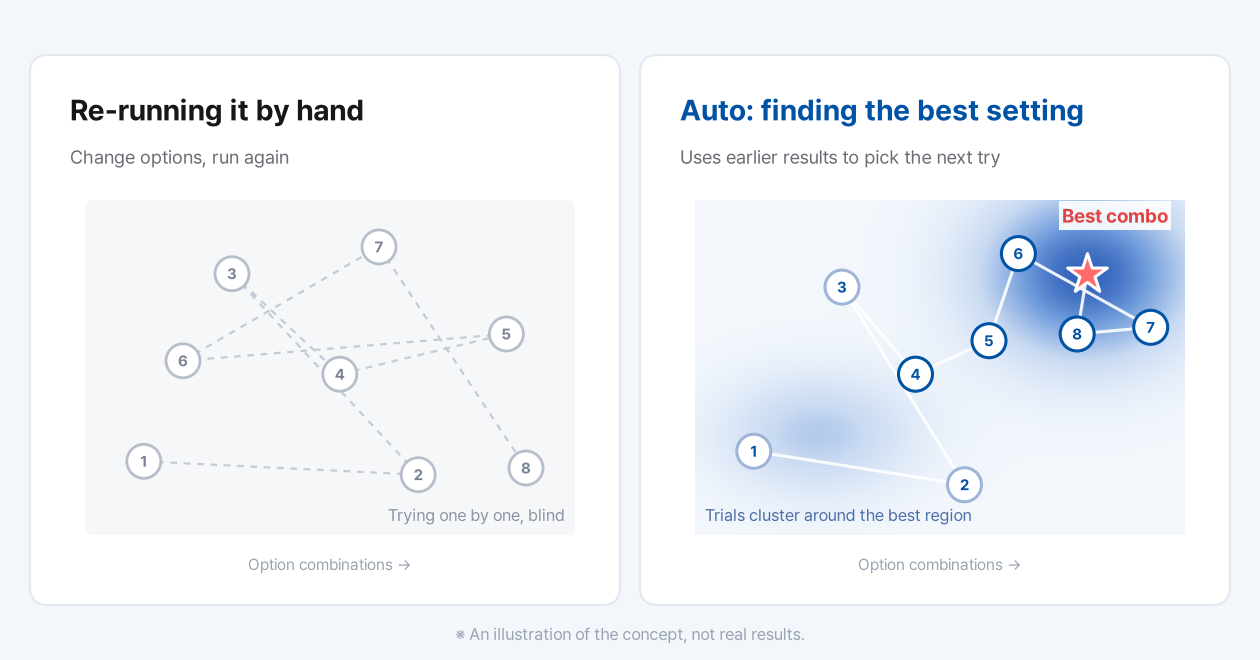 Re-running it by hand
Change options, run again
7
3
5
6
4
1
2
8
Trying one by one, blind
Option combinations →
Auto: finding the best setting
Uses earlier results to pick the next try
Best combo
6
3
7
8
5
4
1
2
Trials cluster around the best region
Option combinations →
※ An illustration of the concept, not real results.